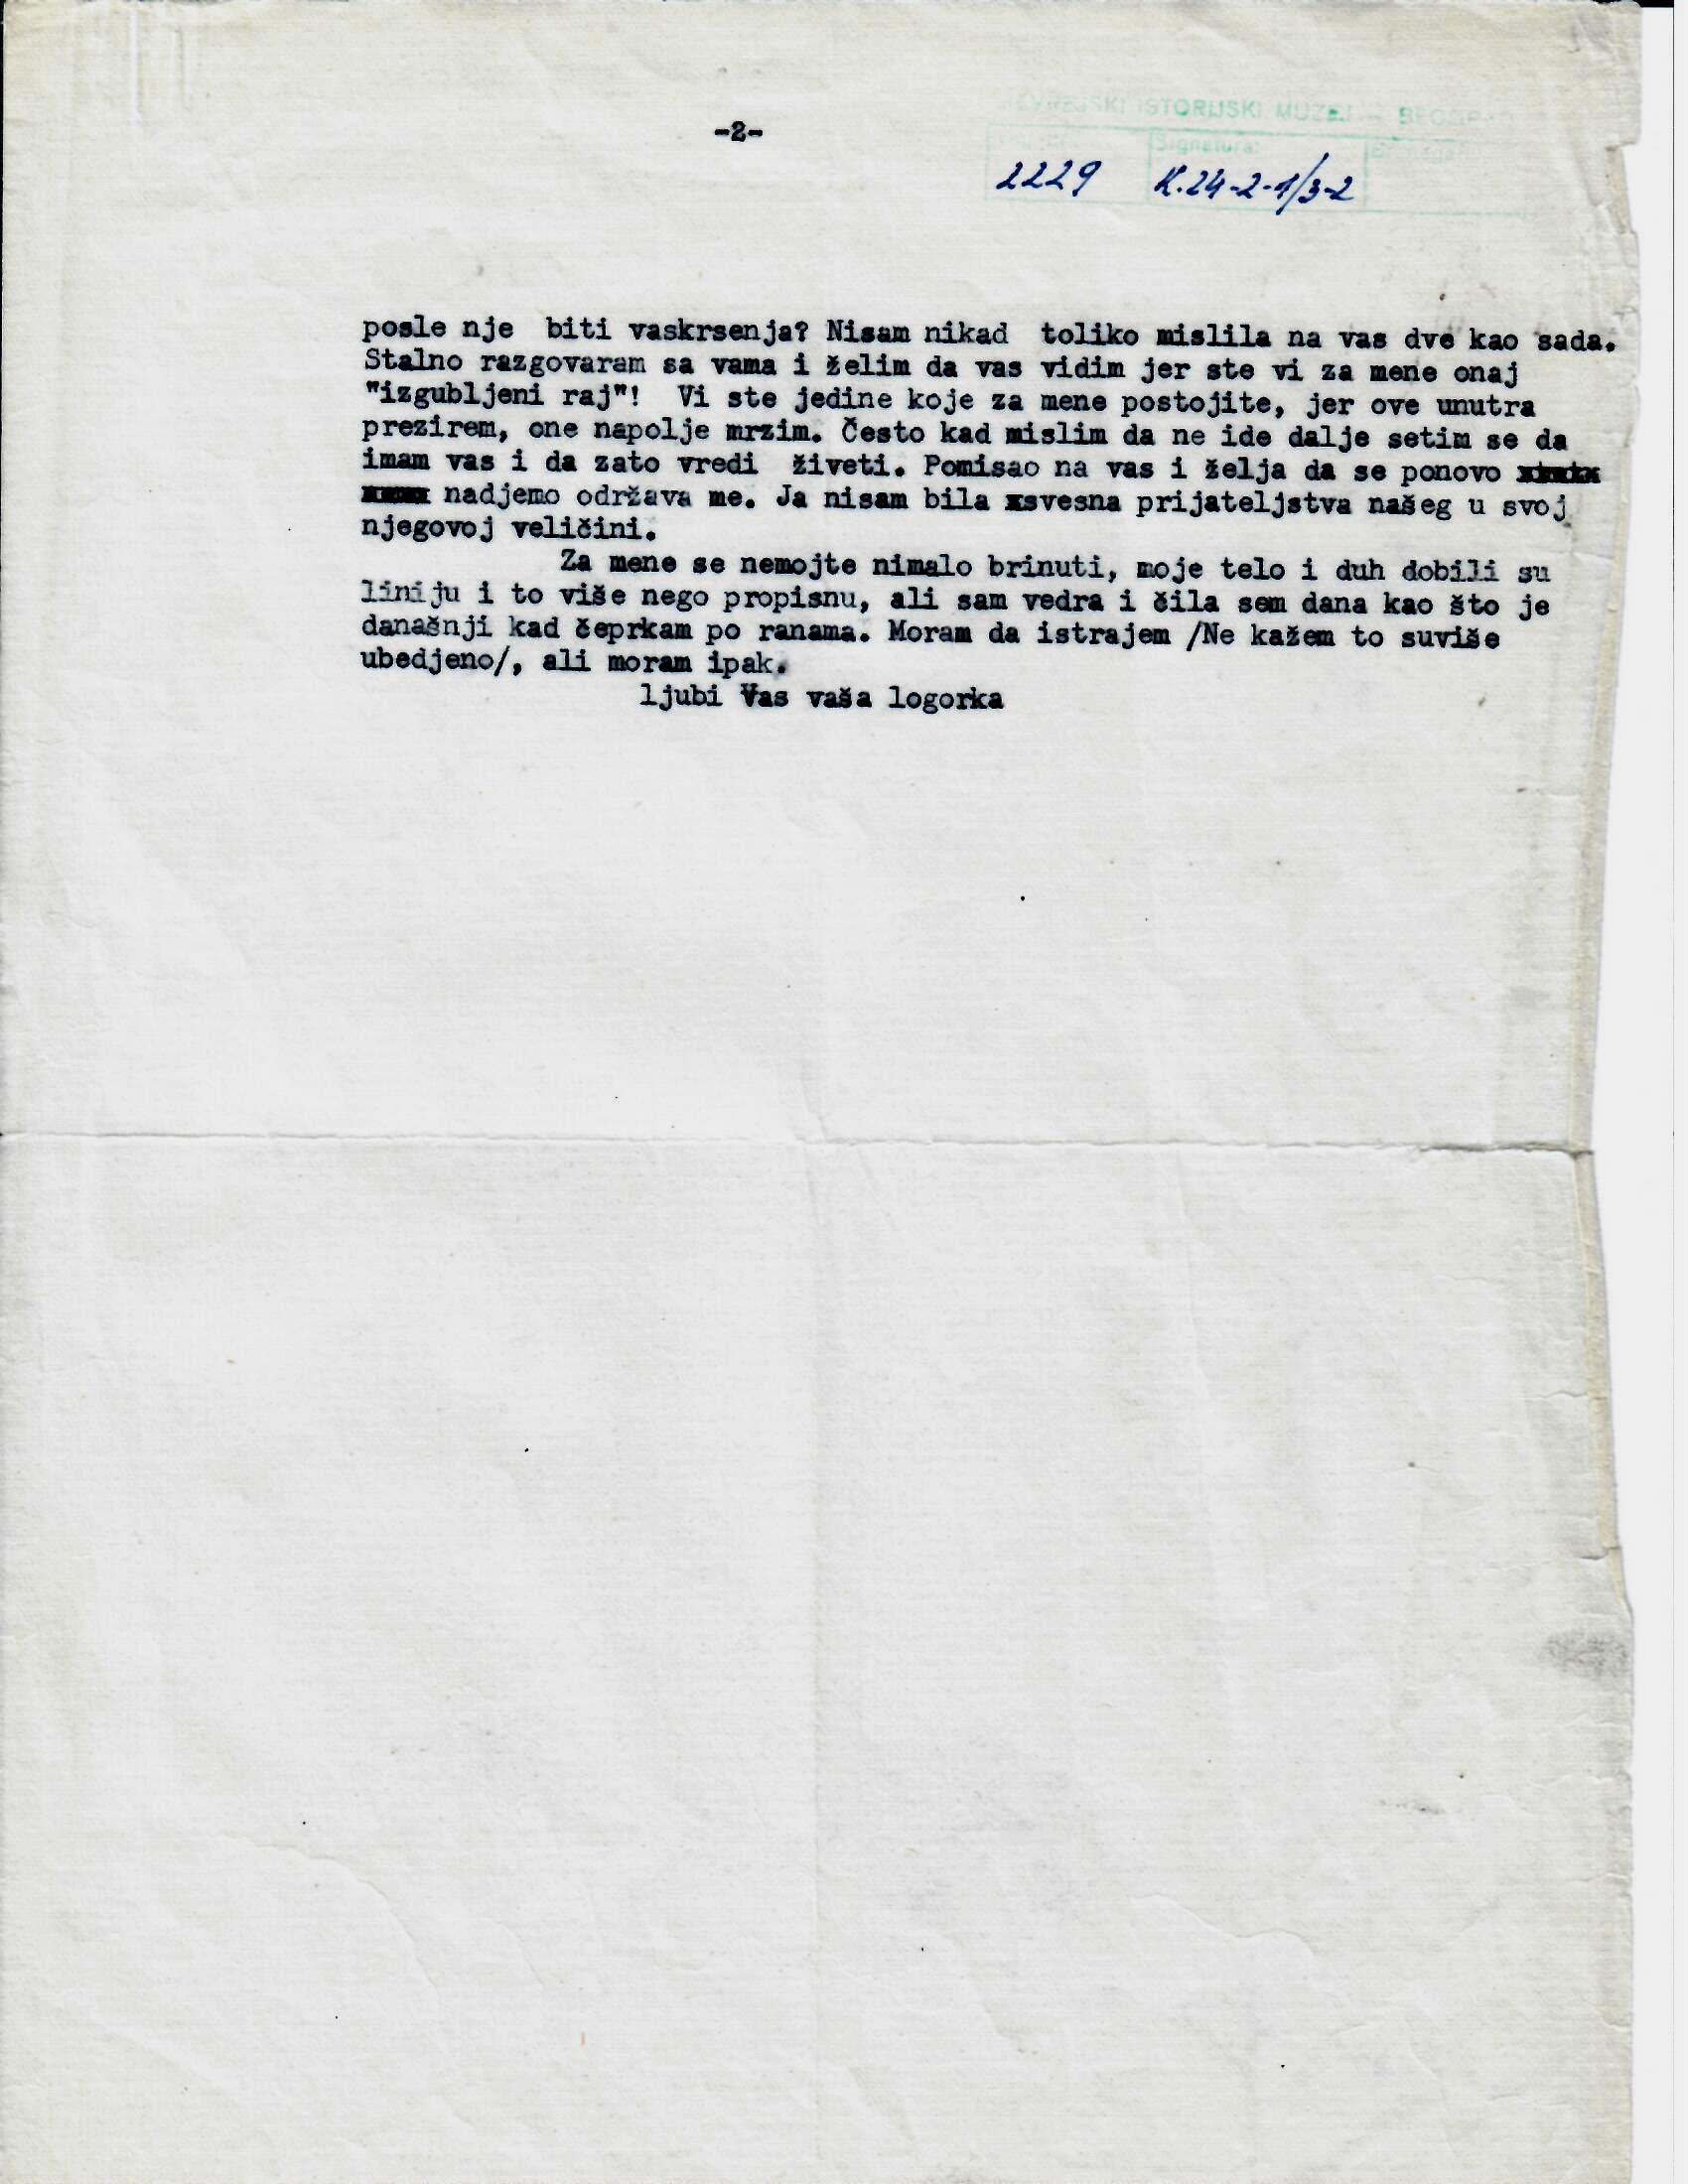 -2-
JEVREJSKI ISTORIJSKI MUZEJ - BEOGRAD
Signatura:
2229 K.24-2-1/3-2
posle nje biti vaskrsenja? Nisam nikad toliko mislila na vas dve kao sada.
Stalno razgovaram sa vama i želim da vas vidim jer ste vi za mene onaj
"izgubljeni raj"! Vi ste jedine koje za mene postojite, jer ove unutra
prezirem, one napolje mrzim. Često kad mislim da ne ide dalje setim se da
imam vas i da zato vredi živeti. Pomisao na vas i želja da se ponovo
nadjemo održava me. Ja nisam bila xsvesna prijateljstva našeg u svoj
njegovoj veličini.
Za mene se nemojte nimalo brinuti, moje telo i duh dobili su
liniju i to više nego propisnu, ali sam vedra i čila sem dana kao što je
današnji kad čeprkam po ranama. Moram da istrajem /Ne kažem to suviše
ubedjeno/, ali moram ipak.
ljubi Vas vaša logorka